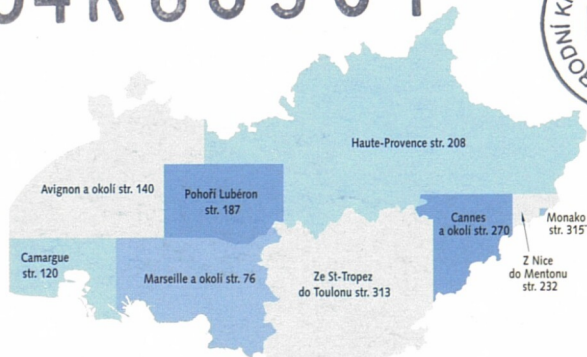 Haute-Provence str. 208
Avignon a okolí str. 140
Pohoří Lubéron
str. 187
Cannes
a okolí str. 270
Monako
str. 315
Z Nice
do Mentonu
str. 232
Camargue
str. 120
Marseille a okolí str. 76
Ze St-Tropez
do Toulonu str. 313